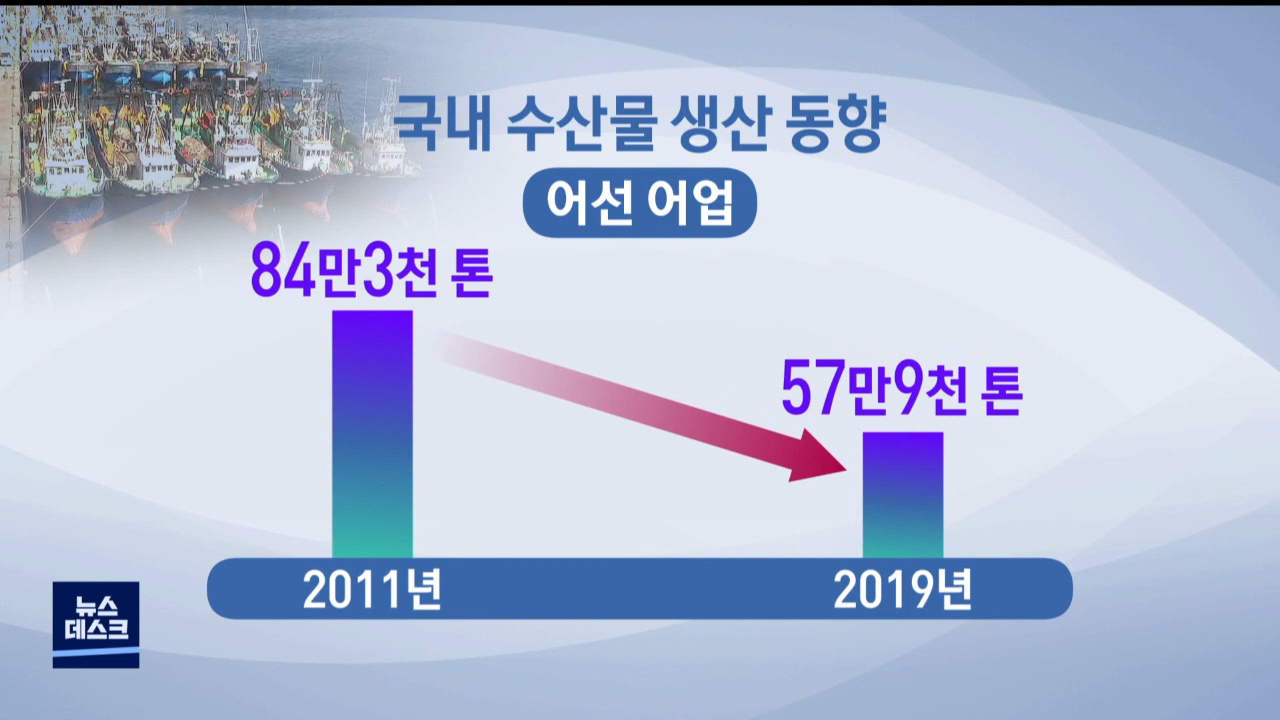 국내 수산물 생산 동향
어선 어업
84만3천 톤
57만9천 톤
2011년
2019년
뉴스
데스크